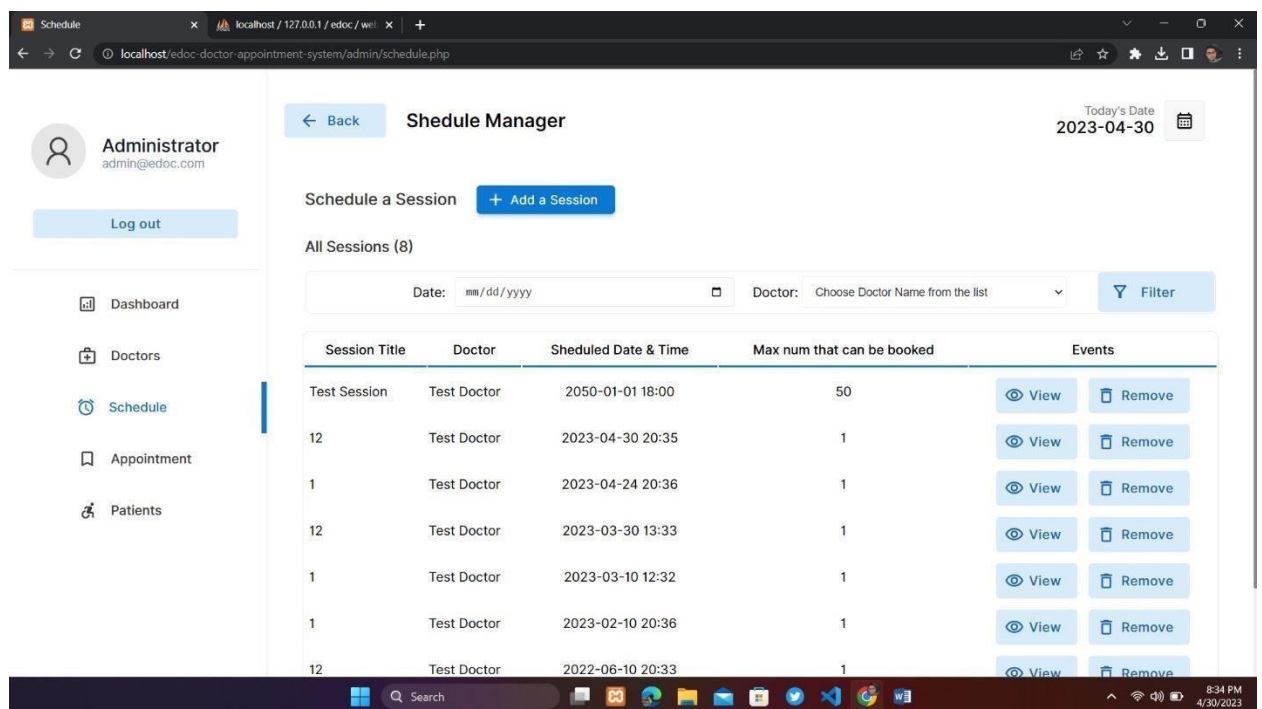 Schedule
localhost / 127.0.0.1 / edoc / wel
localhost/edoc-doctor-appointment-system/admin/schedule.php
Administrator
admin@edoc.com
Log out
Dashboard
Doctors
Schedule
Appointment
Patients
Back
Shedule Manager
Today's Date
2023-04-30
Schedule a Session
+ Add a Session
All Sessions (8)
Date: mm/dd/yyyy Doctor: Choose Doctor Name from the list Filter
Session Title Doctor Sheduled Date & Time Max num that can be booked Events
Test Session Test Doctor 2050-01-01 18:00 50 View Remove
12 Test Doctor 2023-04-30 20:35 1 View Remove
1 Test Doctor 2023-04-24 20:36 1 View Remove
12 Test Doctor 2023-03-30 13:33 1 View Remove
1 Test Doctor 2023-03-10 12:32 1 View Remove
1 Test Doctor 2023-02-10 20:36 1 View Remove
12 Test Doctor 2022-06-10 20:33 1 View Remove
Search
8:34 PM
4/30/2023